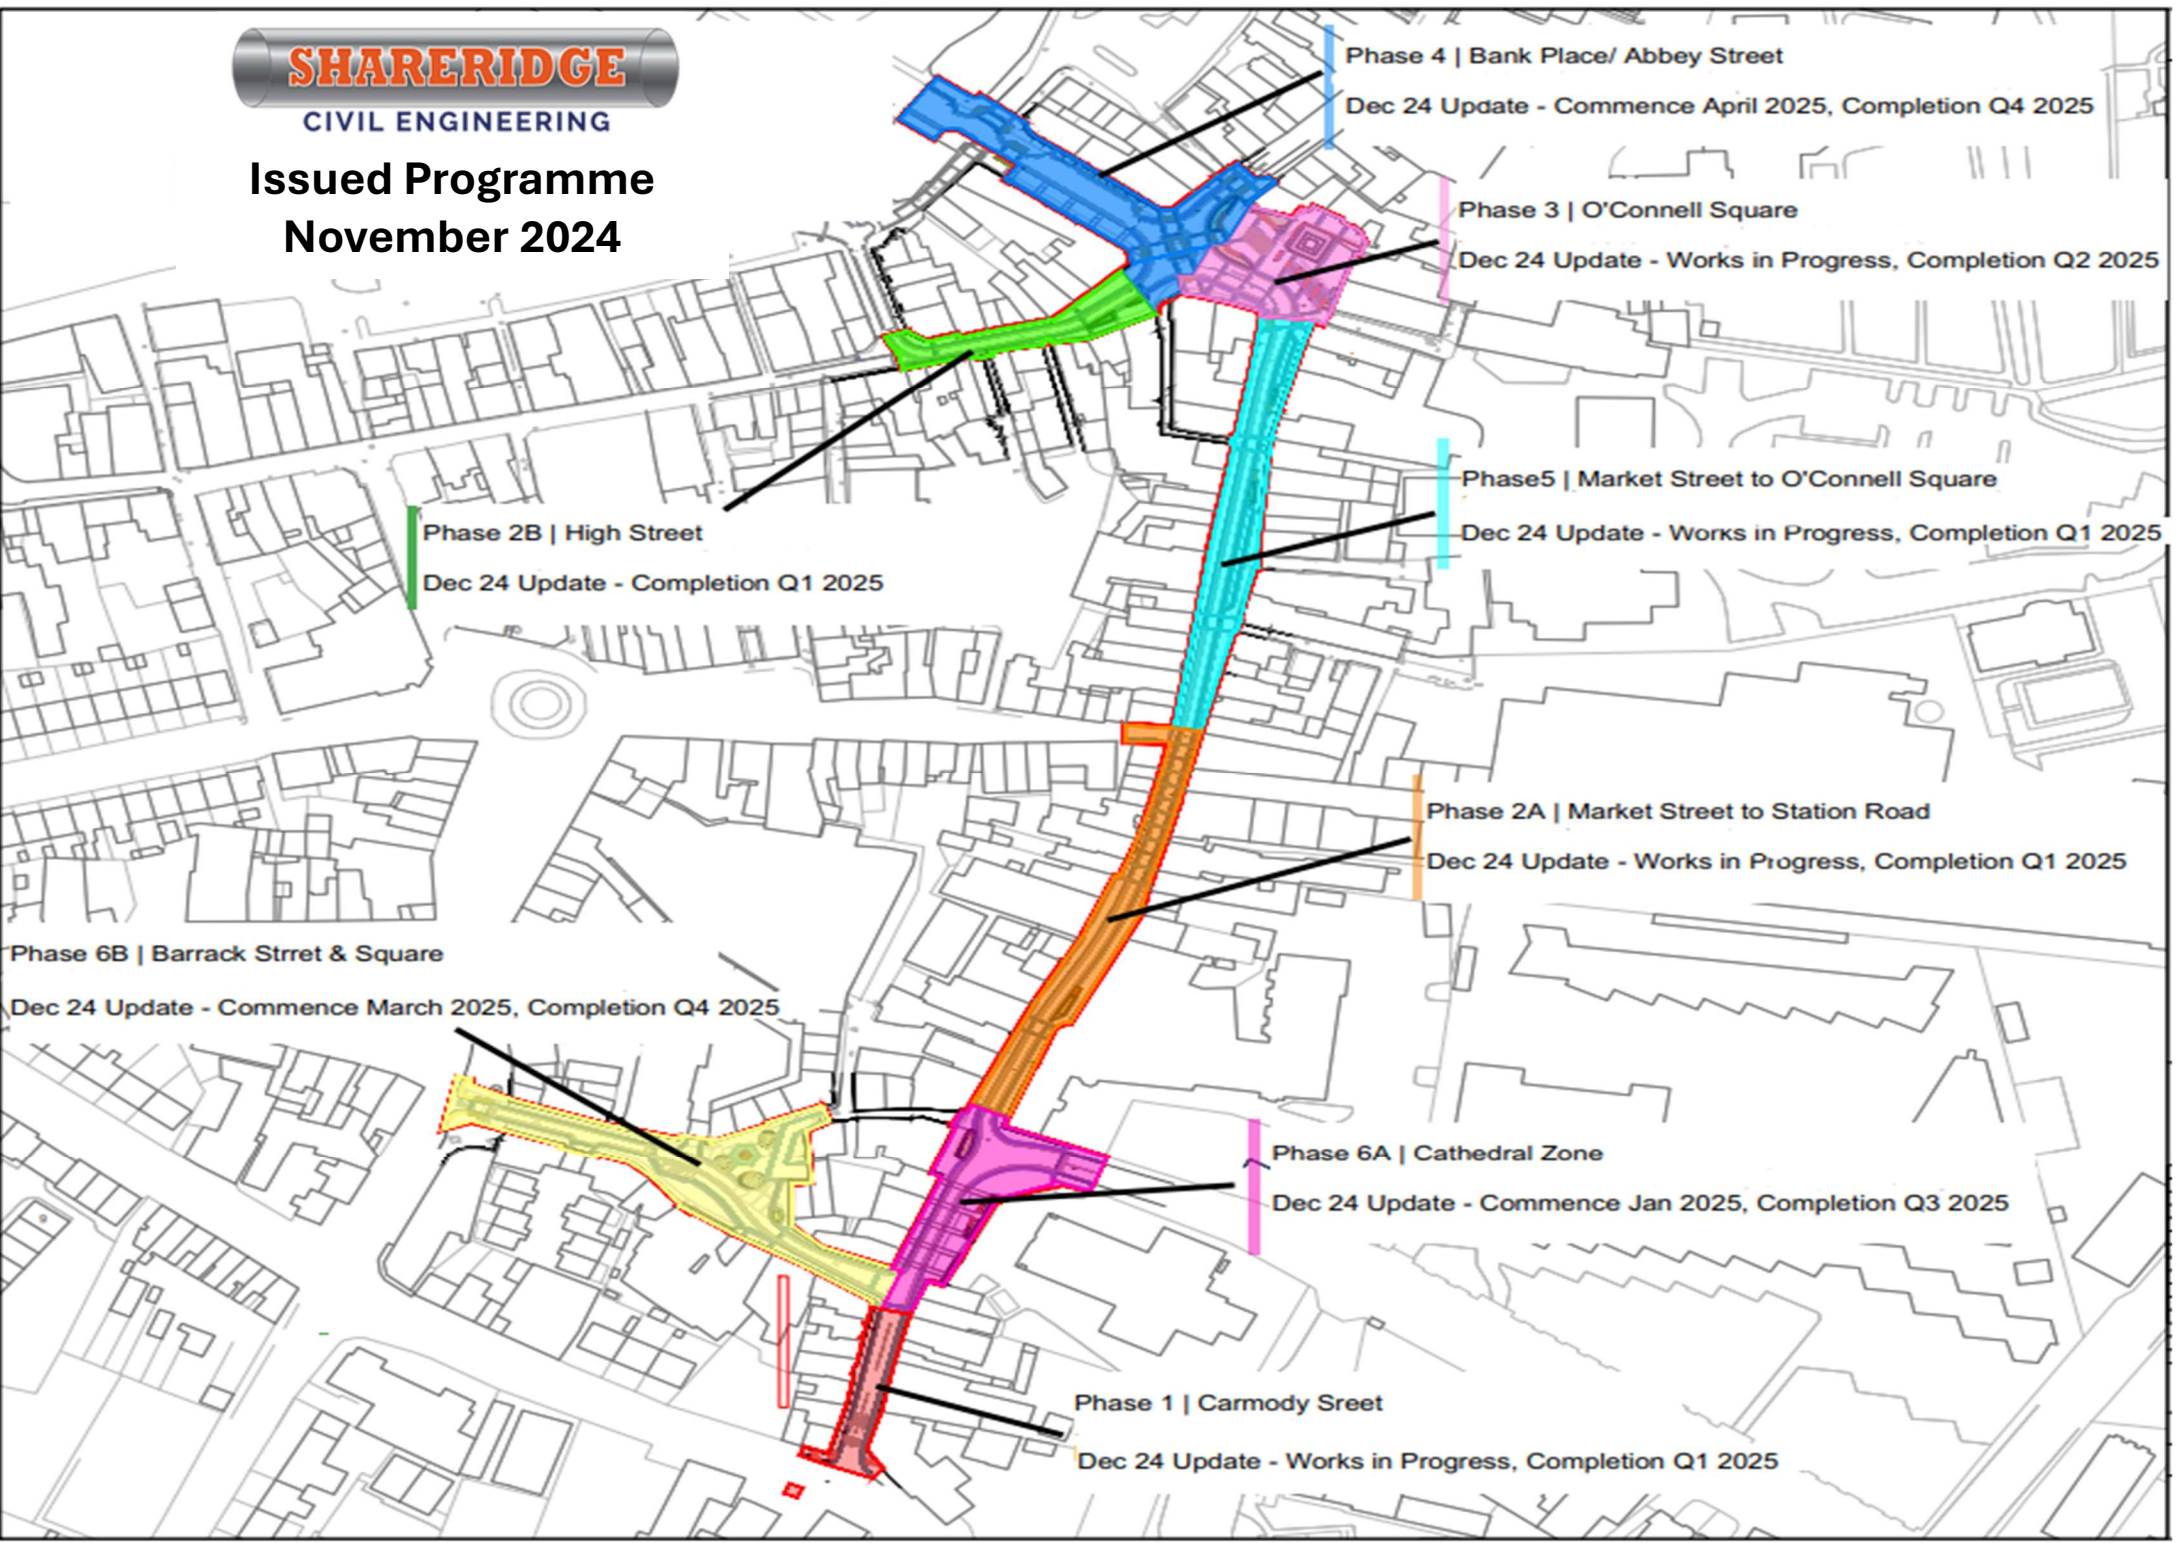 SHARERIDGE
CIVIL ENGINEERING
Issued Programme
November 2024
Phase 4 | Bank Place/ Abbey Street
Dec 24 Update - Commence April 2025, Completion Q4 2025
Phase 3 | O'Connell Square
Dec 24 Update - Works in Progress, Completion Q2 2025
Phase5 | Market Street to O'Connell Square
Dec 24 Update - Works in Progress, Completion Q1 2025
Phase 2B | High Street
Dec 24 Update - Completion Q1 2025
Phase 2A | Market Street to Station Road
Dec 24 Update - Works in Progress, Completion Q1 2025
Phase 6B | Barrack Strret & Square
Dec 24 Update - Commence March 2025, Completion Q4 2025
Phase 6A | Cathedral Zone
Dec 24 Update - Commence Jan 2025, Completion Q3 2025
Phase 1 | Carmody Sreet
Dec 24 Update - Works in Progress, Completion Q1 2025